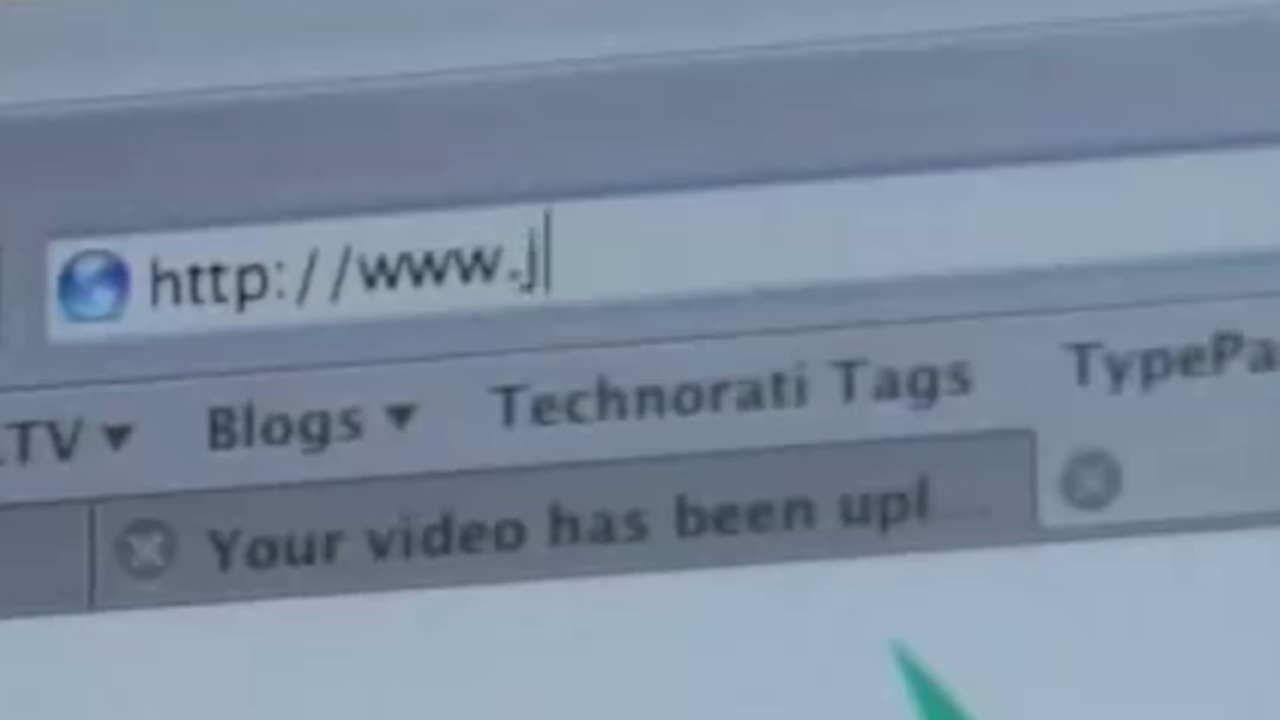 http://www.j
TV ▾ Blogs ▾ Technorati Tags TypePa
Your video has been upl